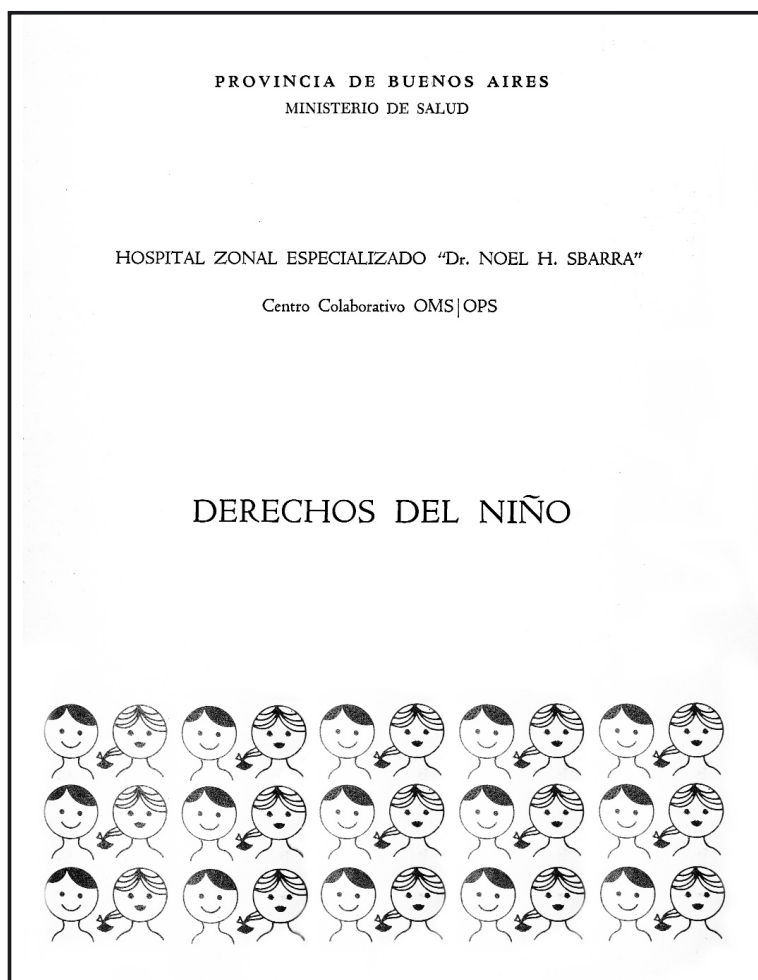 PROVINCIA DE BUENOS AIRES
MINISTERIO DE SALUD
HOSPITAL ZONAL ESPECIALIZADO “Dr. NOEL H. SBARRA”
Centro Colaborativo OMS|OPS
DERECHOS DEL NIÑO